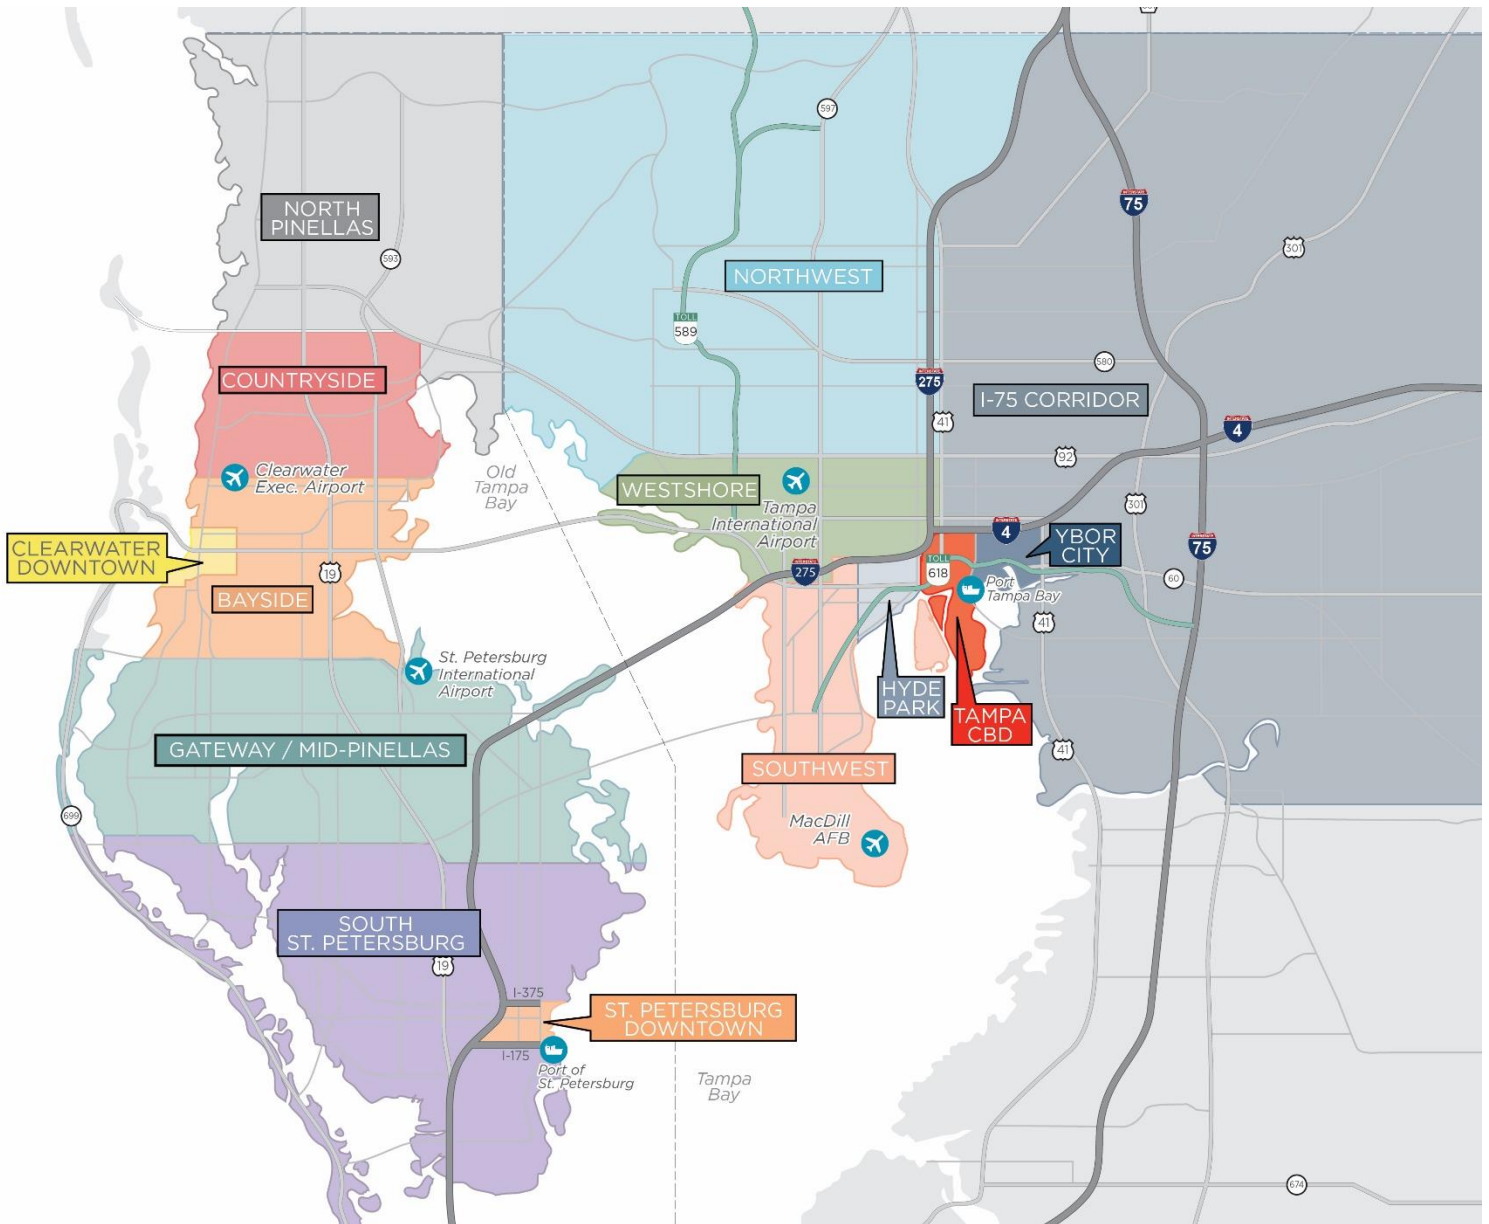 597
NORTH
PINELLAS
75
301
593
NORTHWEST
TOLL
589
580
COUNTRYSIDE
275
I-75 CORRIDOR
41
4
92
Clearwater
Exec. Airport
Old
Tampa
Bay
WESTSHORE
Tampa
International
Airport
301
4
YBOR
CITY
75
CLEARWATER
DOWNTOWN
19
275
TOLL
618
60
Port
Tampa Bay
BAYSIDE
41
St. Petersburg
International
Airport
HYDE
PARK
TAMPA
CBD
GATEWAY / MID-PINELLAS
41
SOUTHWEST
699
MacDill
AFB
SOUTH
ST. PETERSBURG
19
I-375
ST. PETERSBURG
DOWNTOWN
I-175
Port of
St. Petersburg
Tampa
Bay
674